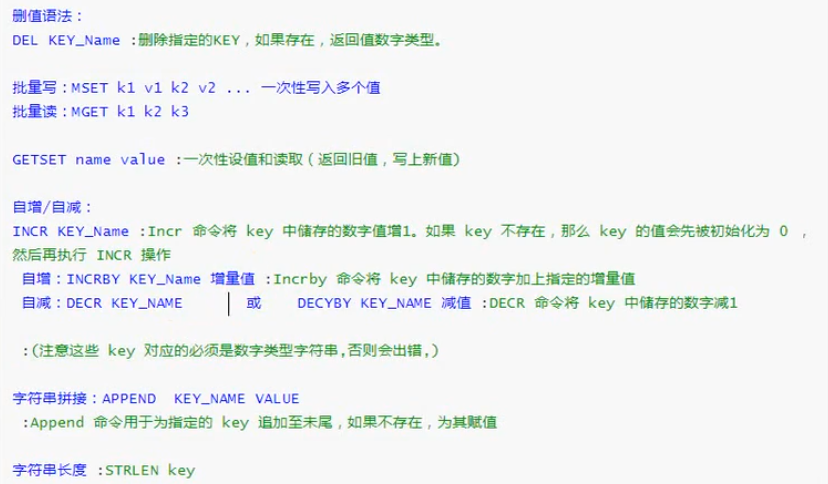 删值语法：
DEL KEY_Name :删除指定的KEY，如果存在，返回值数字类型。
批量写：MSET k1 v1 k2 v2 ... 一次性写入多个值
批量读：MGET k1 k2 k3
GETSET name value :一次性设值和读取（返回旧值，写上新值）
自增/自减：
INCR KEY_Name :Incr 命令将 key 中储存的数字值增1。如果 key 不存在，那么 key 的值会先被初始化为 0 ，
然后再执行 INCR 操作
自增：INCRBY KEY_Name 增量值 :Incrby 命令将 key 中储存的数字加上指定的增量值
自减：DECR KEY_NAME 或 DECYBY KEY_NAME 减值 :DECR 命令将 key 中储存的数字减1
:(注意这些 key 对应的必须是数字类型字符串,否则会出错,)
字符串拼接：APPEND KEY_NAME VALUE
:Append 命令用于为指定的 key 追加至未尾，如果不存在，为其赋值
字符串长度 :STRLEN key